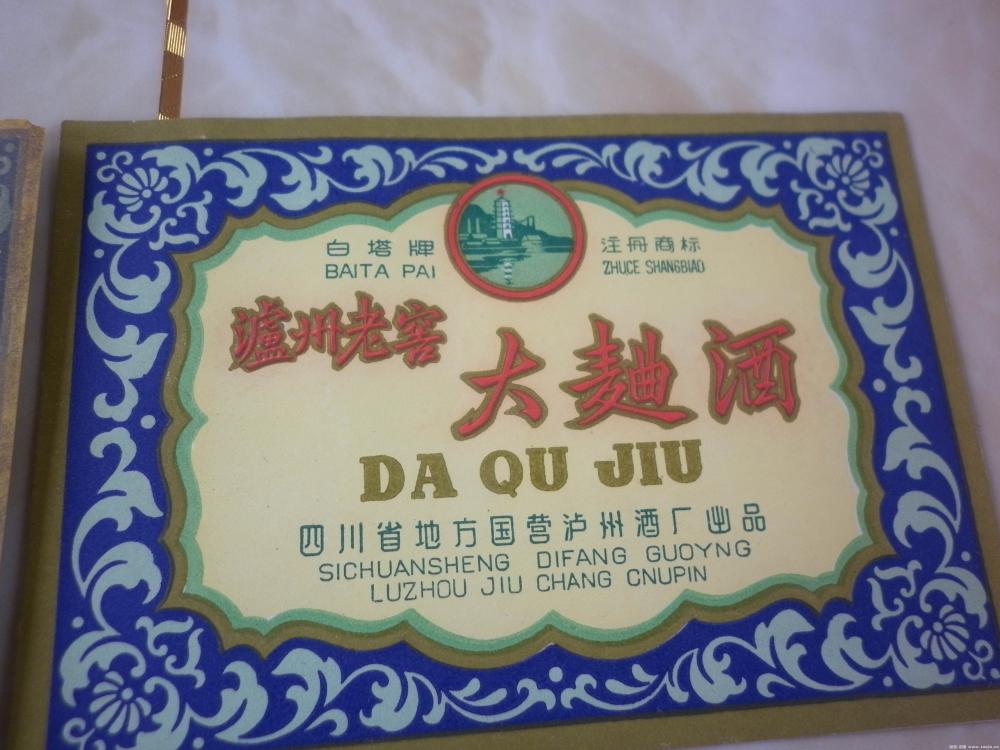 白塔牌
BAITA PAI
注册商标
ZHUCE SHANGBIAO
瀘州老窖
大麯酒
DA QU JIU
四川省地方国营泸州酒厂出品
SICHUANSHENG DIFANG GUOYNG
LUZHOU JIU CHANG CNUPIN